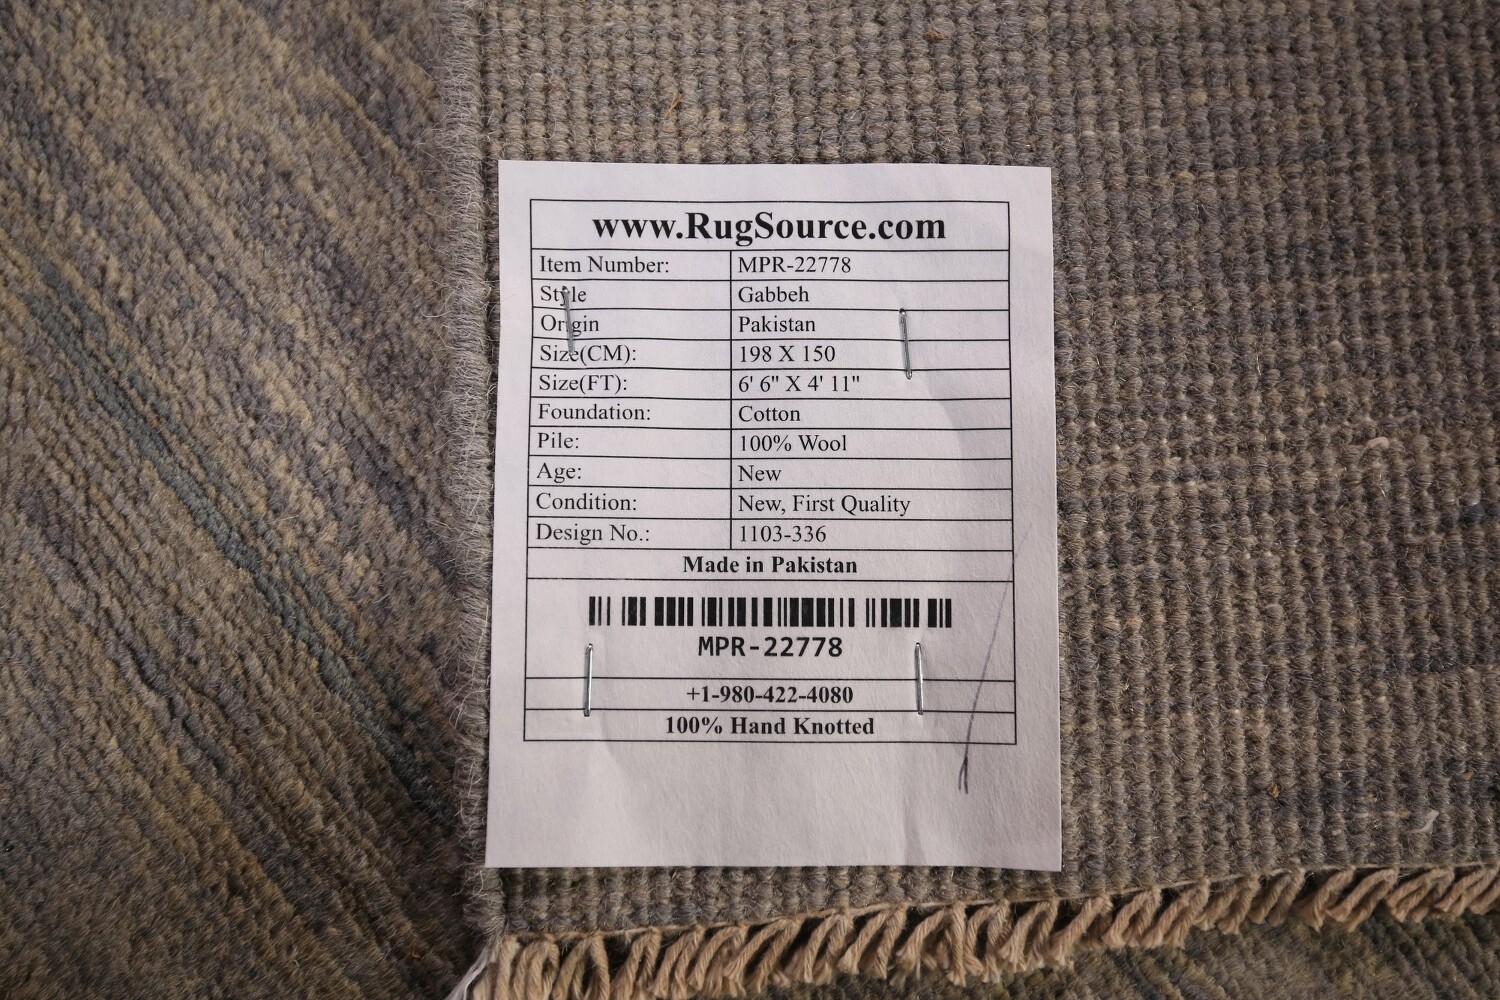 www.RugSource.com
Item Number: MPR-22778
Style Gabbeh
Origin Pakistan
Size(CM): 198 X 150
Size(FT): 6' 6" X 4' 11"
Foundation: Cotton
Pile: 100% Wool
Age: New
Condition: New, First Quality
Design No.: 1103-336
Made in Pakistan
MPR-22778
+1-980-422-4080
100% Hand Knotted